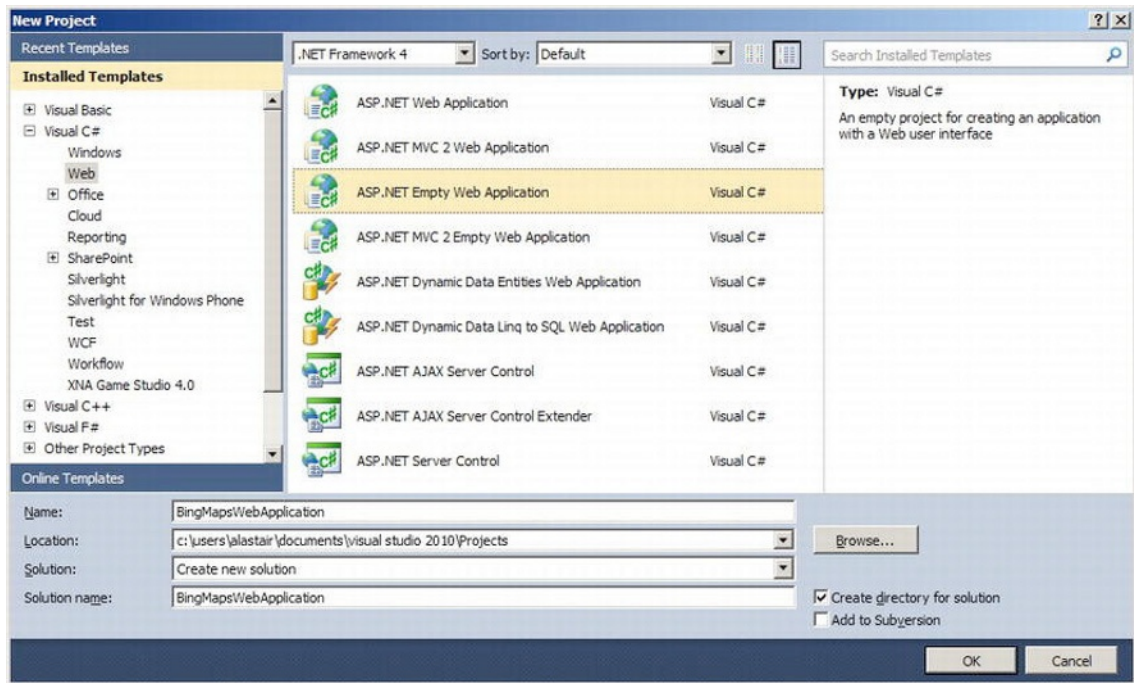 New Project
Recent Templates
Installed Templates
Visual Basic
Visual C#
Windows
Web
Office
Cloud
Reporting
SharePoint
Silverlight
Silverlight for Windows Phone
Test
WCF
Workflow
XNA Game Studio 4.0
Visual C++
Visual F#
Other Project Types
Online Templates
.NET Framework 4 Sort by: Default
ASP.NET Web Application Visual C#
ASP.NET MVC 2 Web Application Visual C#
ASP.NET Empty Web Application Visual C#
ASP.NET MVC 2 Empty Web Application Visual C#
ASP.NET Dynamic Data Entities Web Application Visual C#
ASP.NET Dynamic Data Linq to SQL Web Application Visual C#
ASP.NET AJAX Server Control Visual C#
ASP.NET AJAX Server Control Extender Visual C#
ASP.NET Server Control Visual C#
Search Installed Templates
Type: Visual C#
An empty project for creating an application
with a Web user interface
Name: BingMapsWebApplication
Location: c:\users\alastair\documents\visual studio 2010\Projects
Browse...
Solution: Create new solution
Solution name: BingMapsWebApplication
Create directory for solution
Add to Subversion
OK Cancel